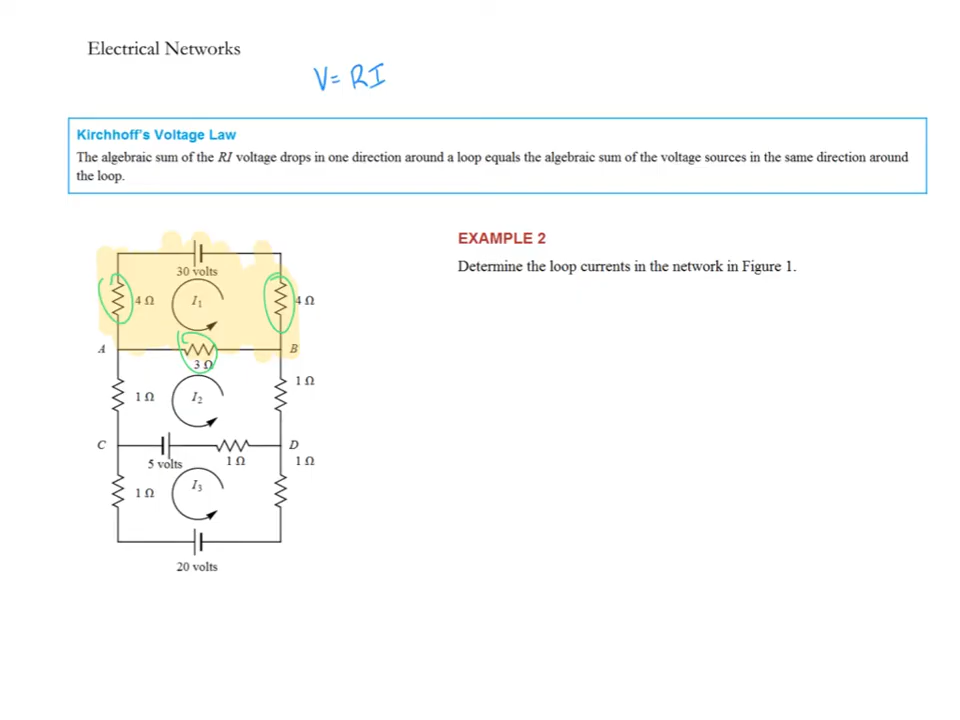 Electrical Networks
V= RI
Kirchhoff's Voltage Law
The algebraic sum of the RI voltage drops in one direction around a loop equals the algebraic sum of the voltage sources in the same direction around
the loop.
EXAMPLE 2
Determine the loop currents in the network in Figure 1.
30 volts
4 Ω
I₁
4 Ω
A
B
3 Ω
1 Ω
1 Ω
I₂
C
D
5 volts
1 Ω
1 Ω
1 Ω
I₃
20 volts